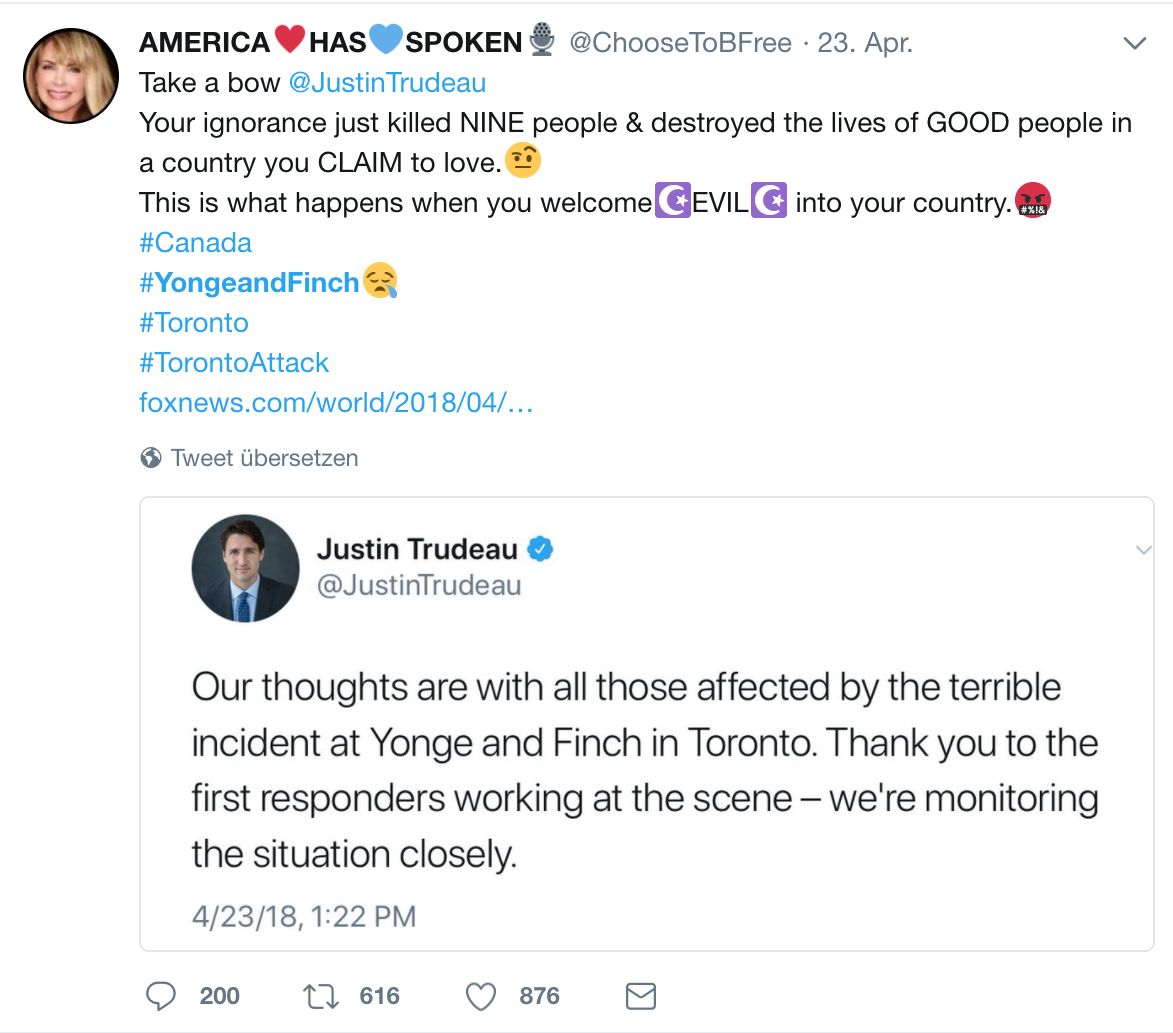 AMERICA❤️HAS💙SPOKEN🎙 @ChooseToBFree · 23. Apr.
Take a bow @JustinTrudeau
Your ignorance just killed NINE people & destroyed the lives of GOOD people in
a country you CLAIM to love.🤨
This is what happens when you welcome☪️EVIL☪️ into your country.🤬
#Canada
#YongeandFinch😪
#Toronto
#TorontoAttack
foxnews.com/world/2018/04/…
Tweet übersetzen
Justin Trudeau
@JustinTrudeau
Our thoughts are with all those affected by the terrible
incident at Yonge and Finch in Toronto. Thank you to the
first responders working at the scene – we're monitoring
the situation closely.
4/23/18, 1:22 PM
200 616 876